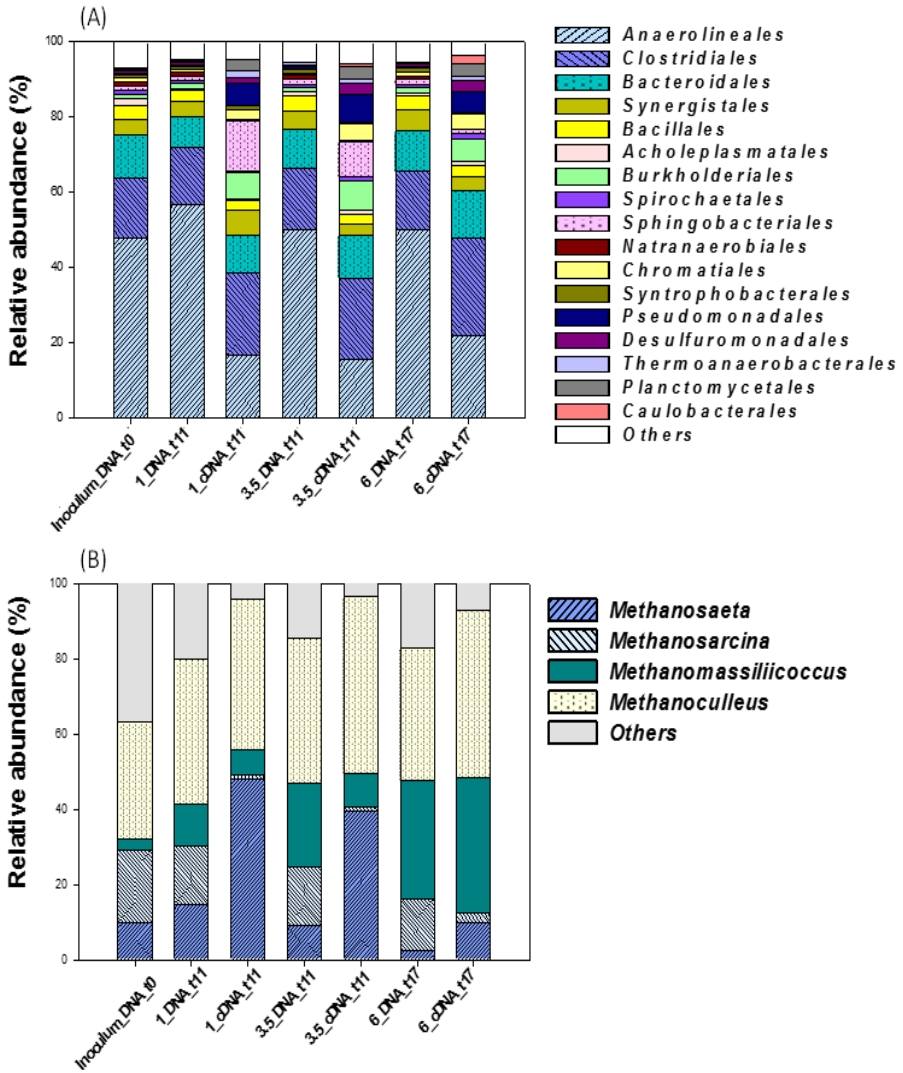 (A)
Relative abundance (%)
100
80
60
40
20
0
Inoculum_DNA_t0
1_DNA_t11
1_cDNA_t11
3.5_DNA_t11
3.5_cDNA_t11
6_DNA_t17
6_cDNA_t17
Anaerolineales
Clostridiales
Bacteroidales
Synergistales
Bacillales
Acholeplasmatales
Burkholderiales
Spirochaetales
Sphingobacteriales
Natranaerobiales
Chromatiales
Syntrophobacterales
Pseudomonadales
Desulfuromonadales
Thermoanaerobacterales
Planctomycetales
Caulobacterales
Others
(B)
Relative abundance (%)
100
80
60
40
20
0
Inoculum_DNA_t0
1_DNA_t11
1_cDNA_t11
3.5_DNA_t11
3.5_cDNA_t11
6_DNA_t17
6_cDNA_t17
Methanosaeta
Methanosarcina
Methanomassiliicoccus
Methanoculleus
Others